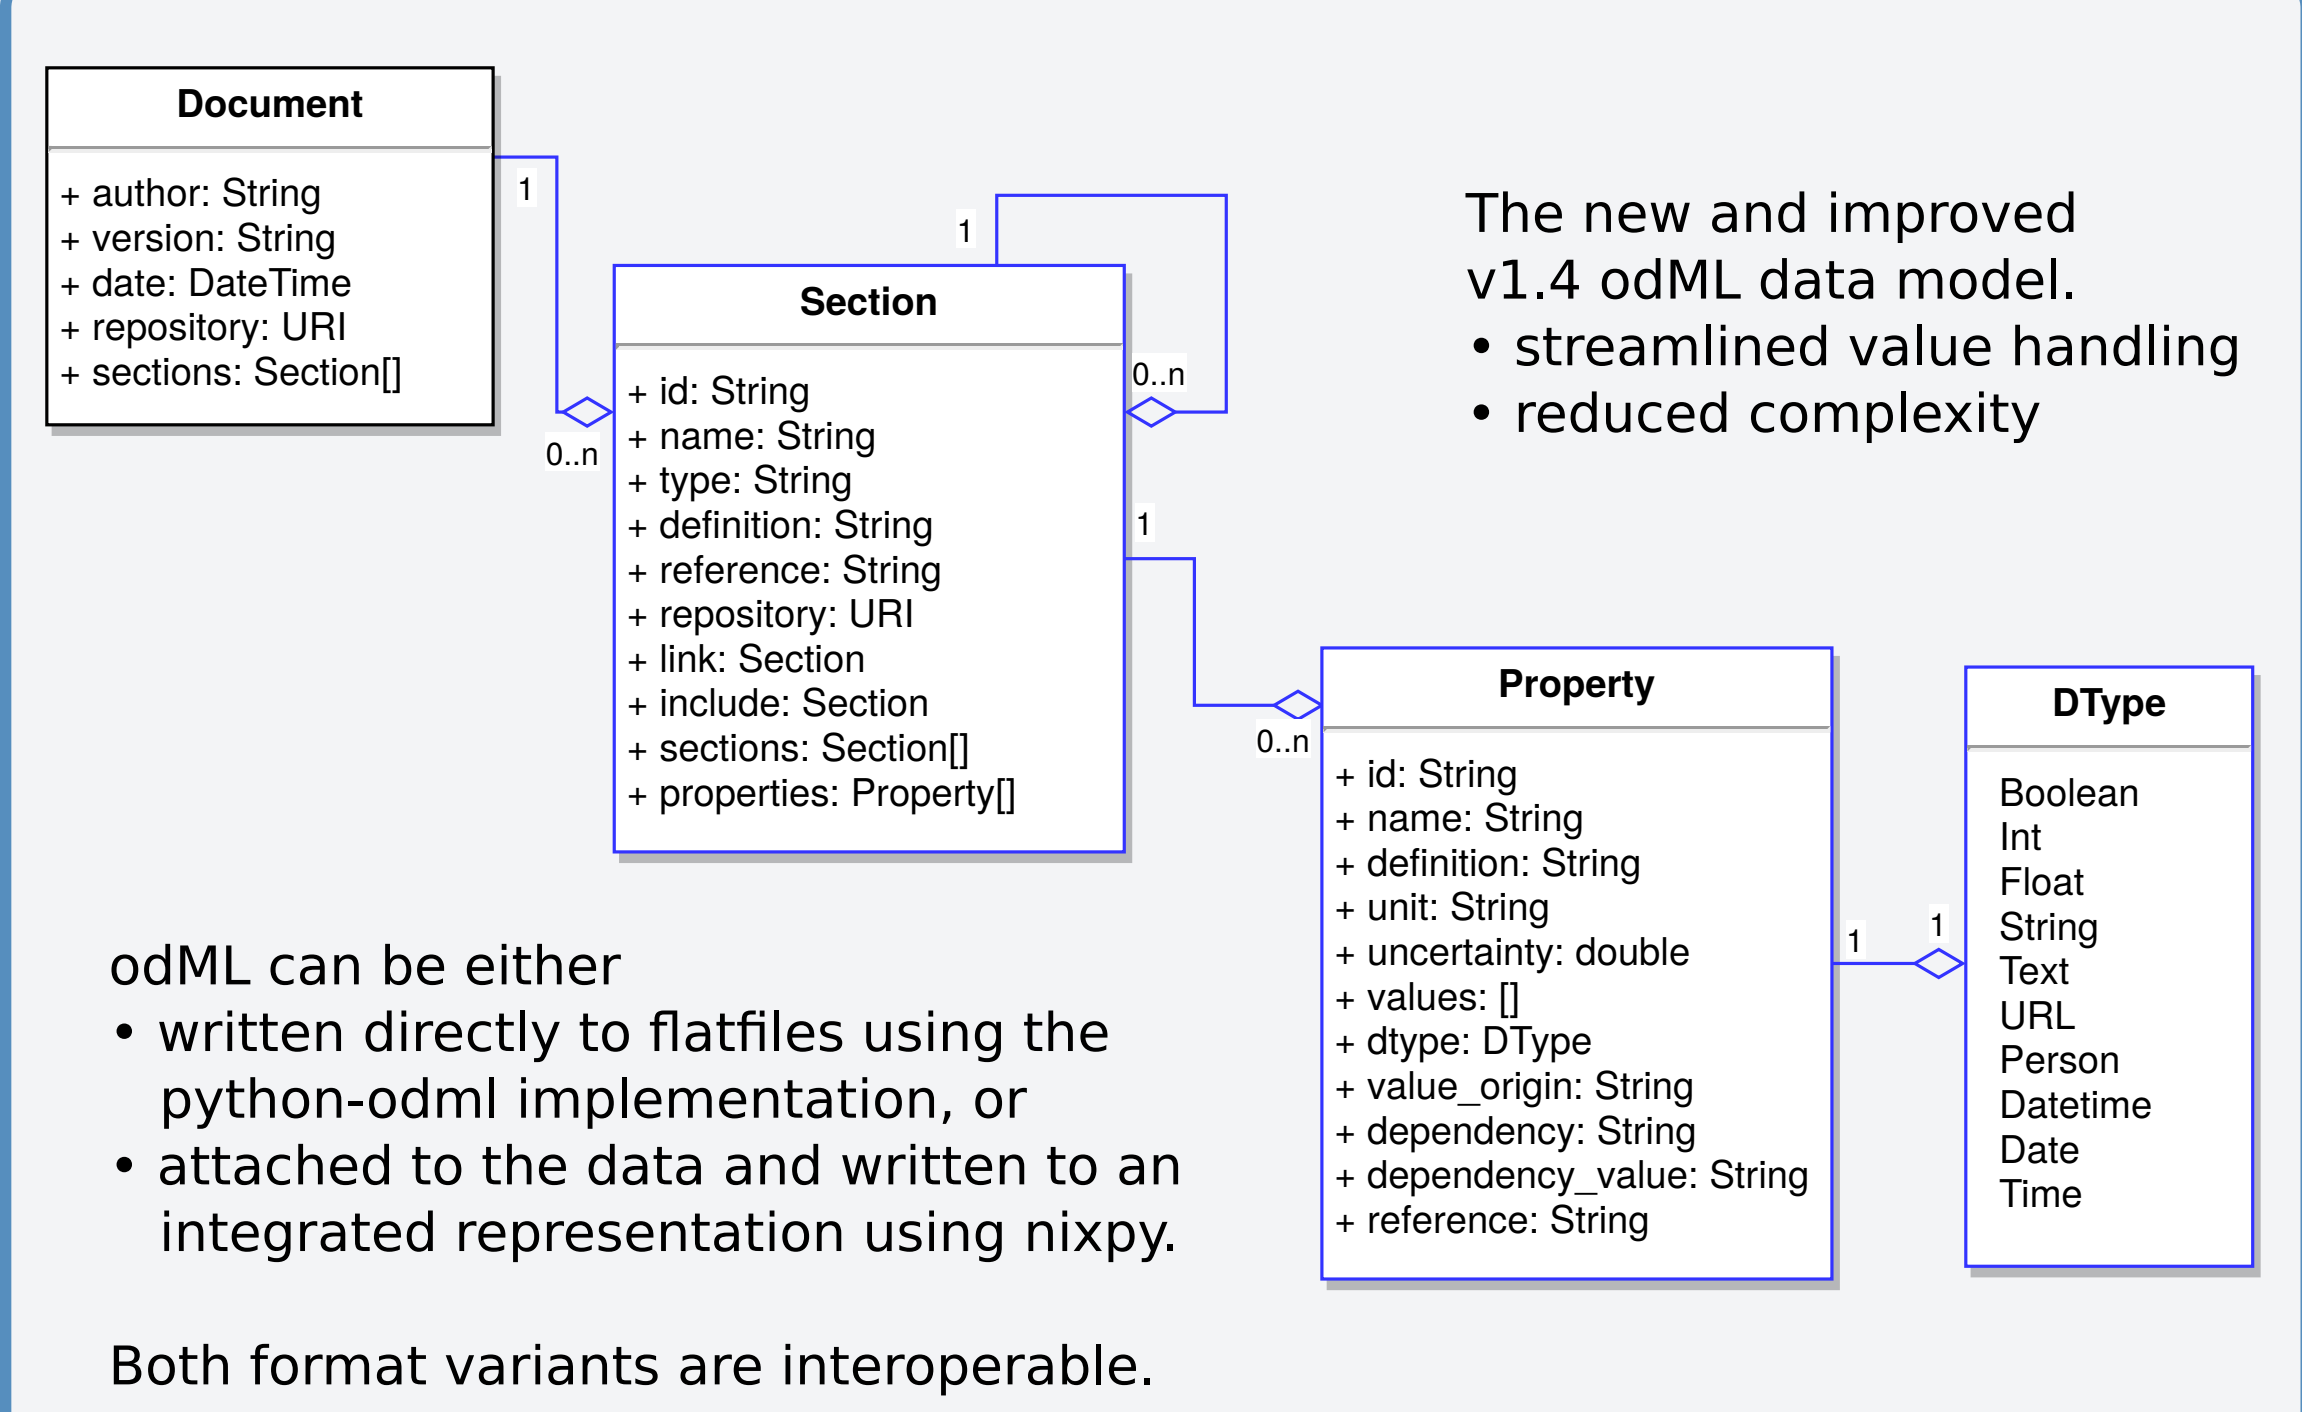 Document
+ author: String
+ version: String
+ date: DateTime
+ repository: URI
+ sections: Section[]
1
0..n
1
0..n
Section
+ id: String
+ name: String
+ type: String
+ definition: String
+ reference: String
+ repository: URI
+ link: Section
+ include: Section
+ sections: Section[]
+ properties: Property[]
The new and improved
v1.4 odML data model.
• streamlined value handling
• reduced complexity
1
0..n
Property
+ id: String
+ name: String
+ definition: String
+ unit: String
+ uncertainty: double
+ values: []
+ dtype: DType
+ value_origin: String
+ dependency: String
+ dependency_value: String
+ reference: String
1
1
DType
Boolean
Int
Float
String
Text
URL
Person
Datetime
Date
Time
odML can be either
• written directly to flatfiles using the
python-odml implementation, or
• attached to the data and written to an
integrated representation using nixpy.
Both format variants are interoperable.